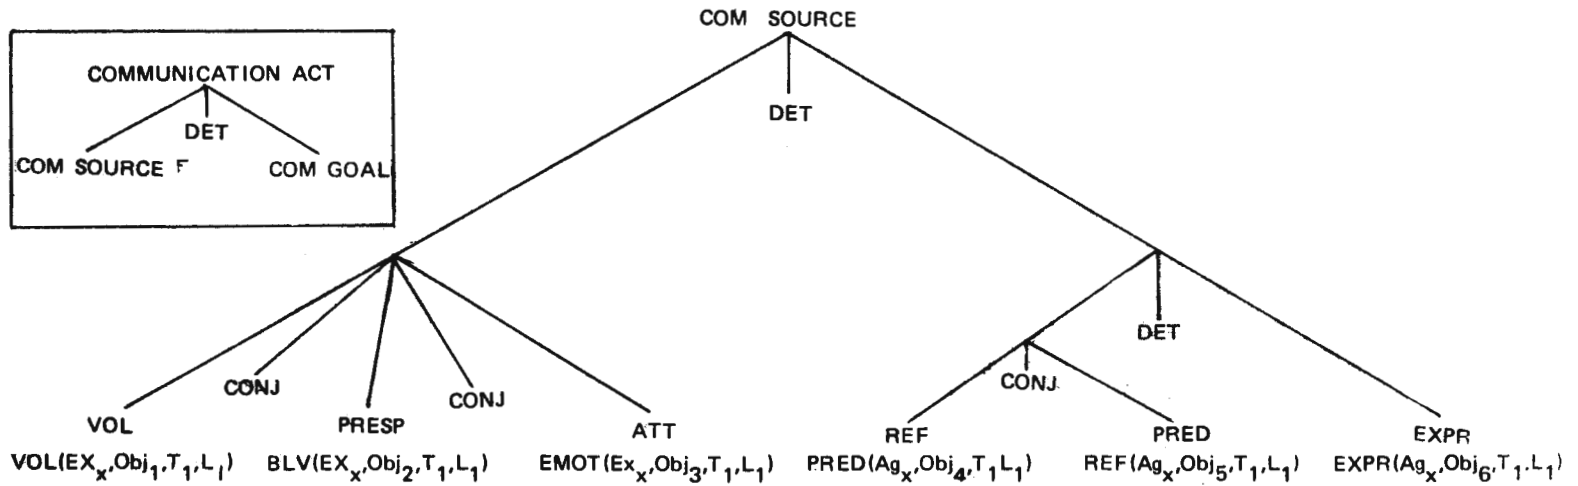 COM SOURCE
COMMUNICATION ACT
DET
DET
COM SOURCE F COM GOAL
DET
CONJ CONJ CONJ
VOL PRESP ATT REF PRED EXPR
VOL(EXₓ,Obj₁,T₁,L₁) BLV(EXₓ,Obj₂,T₁,L₁) EMOT(Exₓ,Obj₃,T₁,L₁) PRED(Agₓ,Obj₄,T₁L₁) REF(Agₓ,Obj₅,T₁,L₁) EXPR(Agₓ,Obj₆,T₁.L₁)